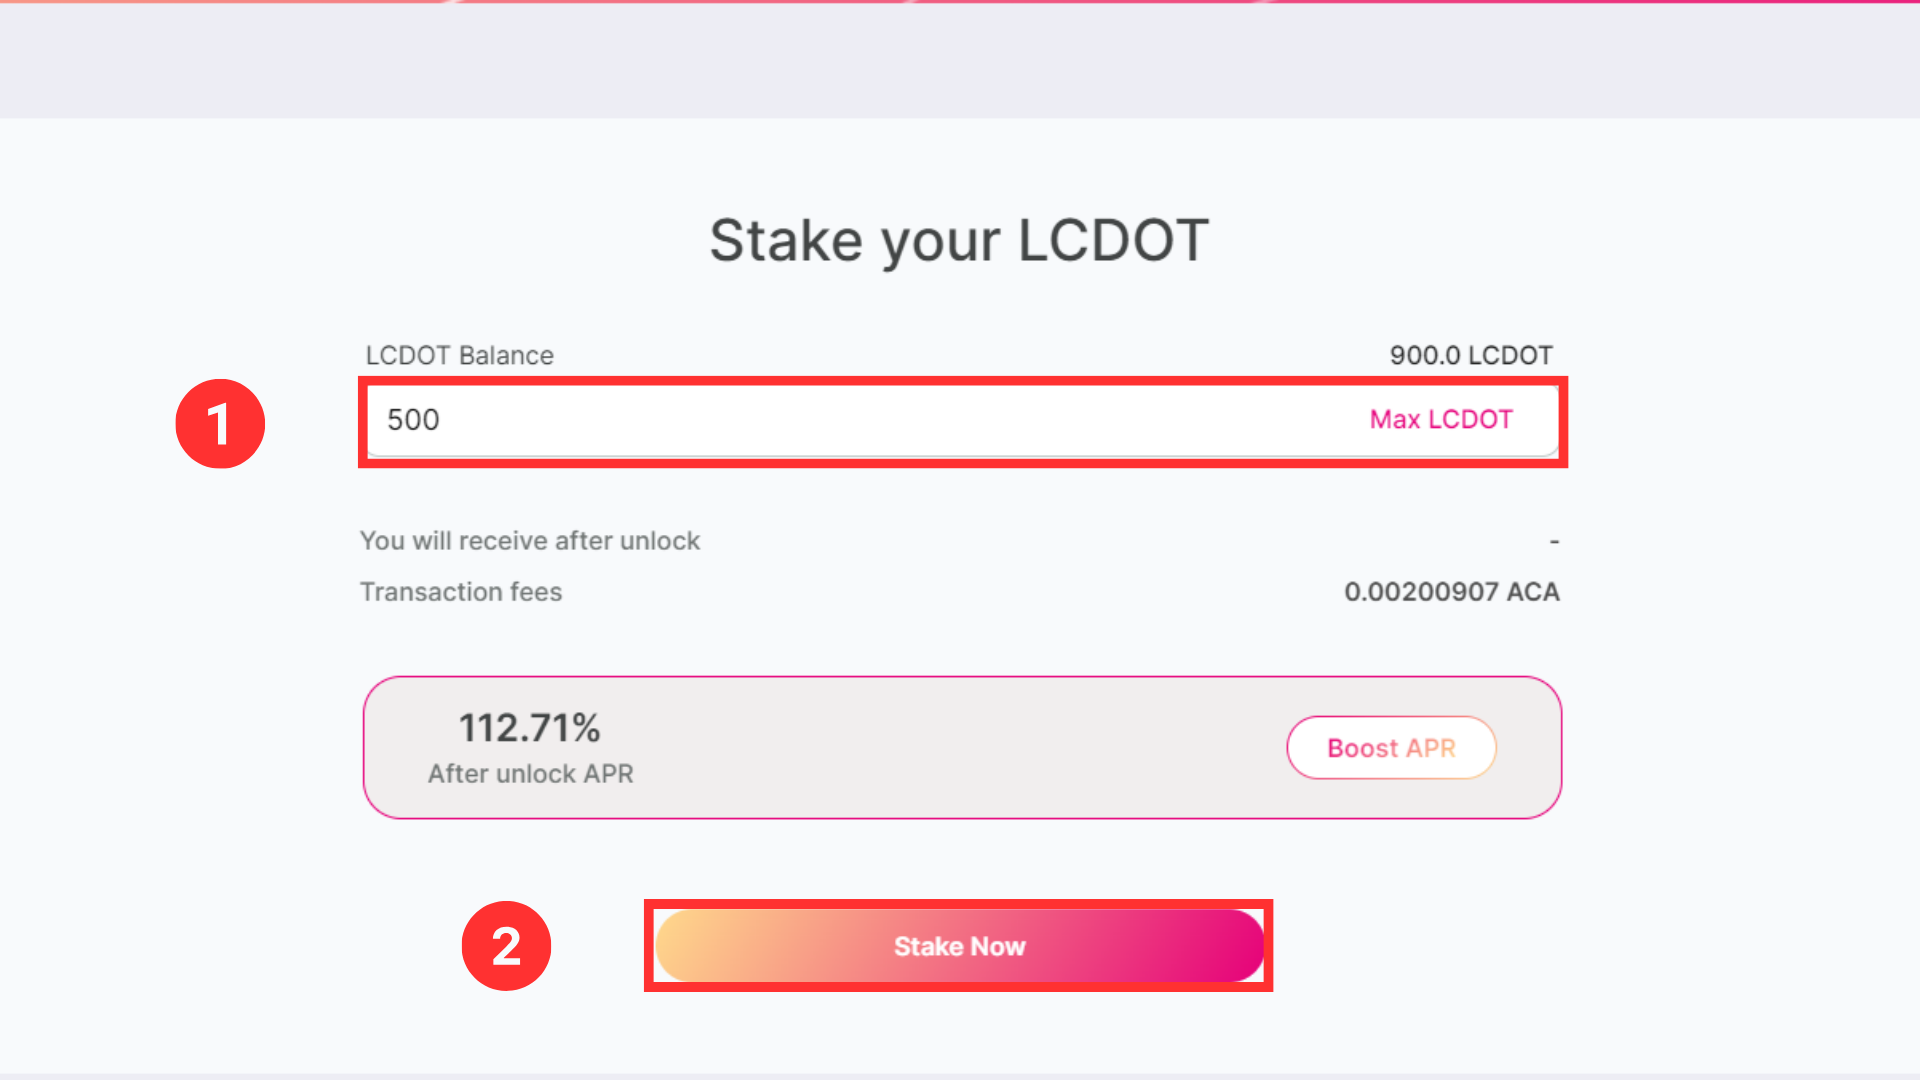 Stake your LCDOT
LCDOT Balance 900.0 LCDOT
1 500 Max LCDOT
You will receive after unlock -
Transaction fees 0.00200907 ACA
112.71%
After unlock APR
Boost APR
2 Stake Now